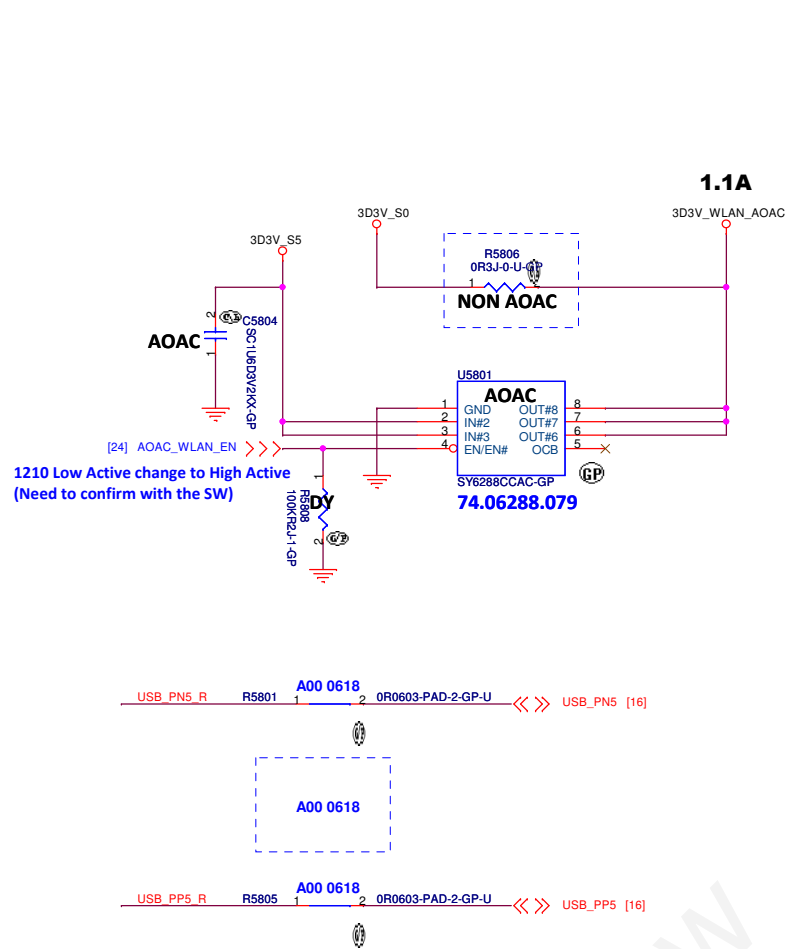 1.1A
3D3V_S0
3D3V_WLAN_AOAC
3D3V_S5
R5806
0R3J-0-U-GP
1
NON AOAC
2
C5804
SC1U6D3V2KX-GP
AOAC
1
U5801
AOAC
1 GND OUT#8 8
2 IN#2 OUT#7 7
3 IN#3 OUT#6 6
4 EN/EN# OCB 5
[24] AOAC_WLAN_EN
SY6288CCAC-GP
GP
74.06288.079
1210 Low Active change to High Active
(Need to confirm with the SW)
1
R5808
100KR2J-1-GP
DY
2
A00 0618
USB_PN5_R R5801 1 2 0R0603-PAD-2-GP-U USB_PN5 [16]
A00 0618
A00 0618
USB_PP5_R R5805 1 2 0R0603-PAD-2-GP-U USB_PP5 [16]